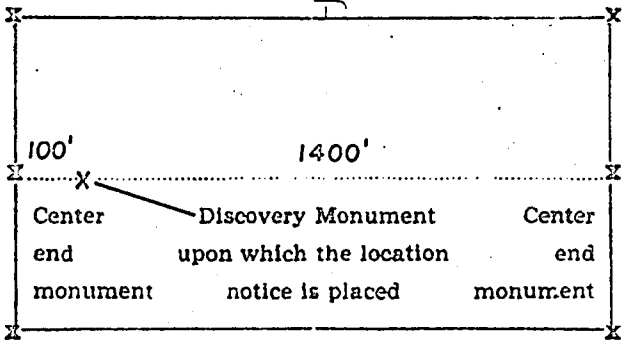 100' 1400'
X
Center Discovery Monument Center
end upon which the location end
monument notice is placed monument